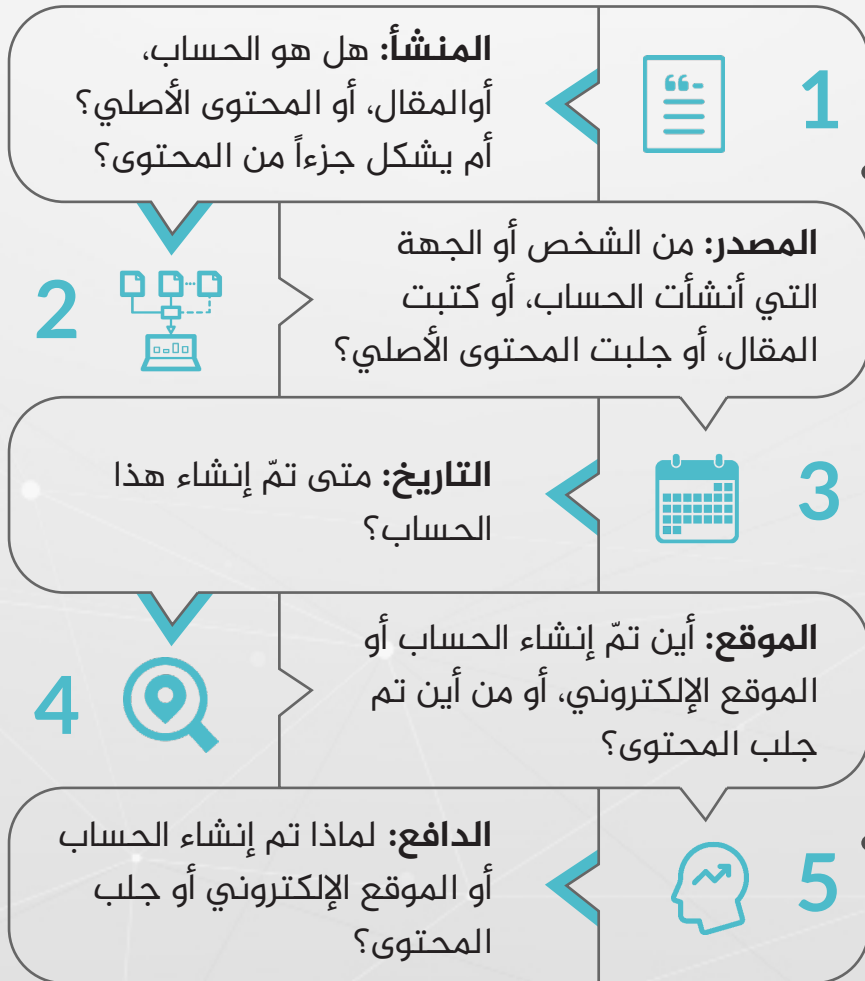 1
المنشأ: هل هو الحساب،
أوالمقال، أو المحتوى الأصلي؟
أم يشكل جزءاً من المحتوى؟
2
المصدر: من الشخص أو الجهة
التي أنشأت الحساب، أو كتبت
المقال، أو جلبت المحتوى الأصلي؟
3
التاريخ: متى تمّ إنشاء هذا
الحساب؟
4
الموقع: أين تمّ إنشاء الحساب أو
الموقع الإلكتروني، أو من أين تم
جلب المحتوى؟
5
الدافع: لماذا تم إنشاء الحساب
أو الموقع الإلكتروني أو جلب
المحتوى؟